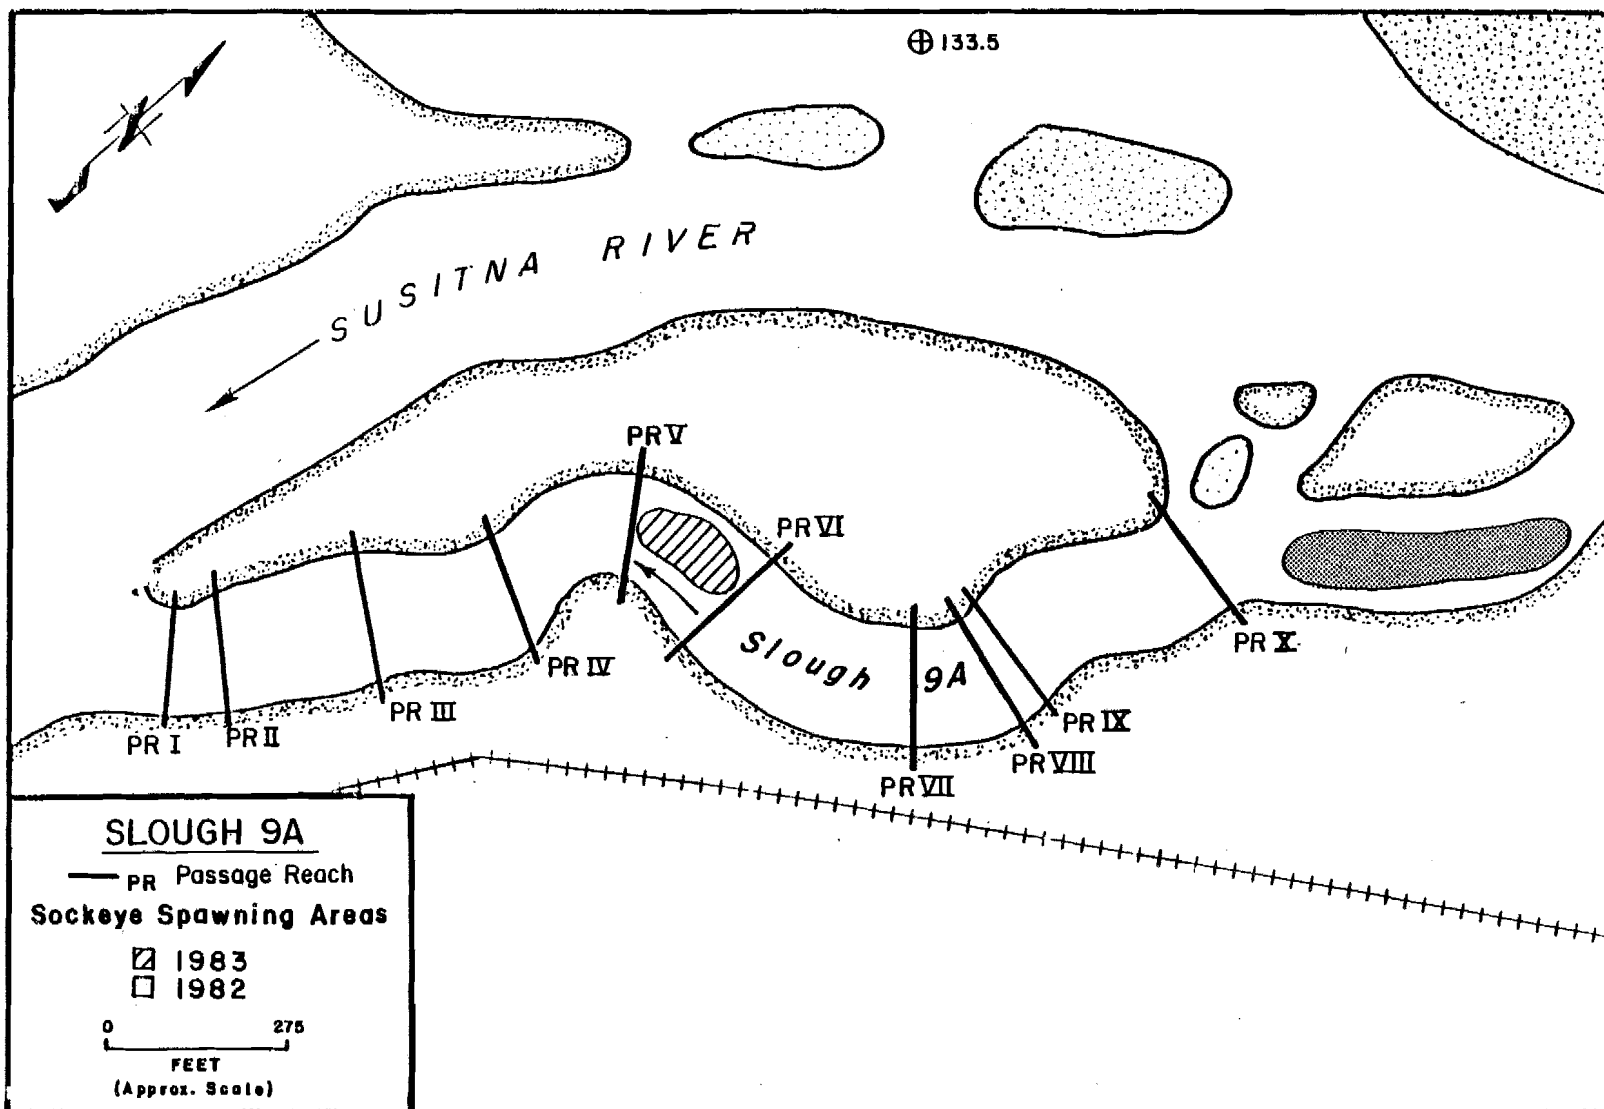 133.5
SUSITNA RIVER
PR V
PR VI
PR X
Slough 9A
PR IV
PR III
PR IX
PR I
PR II
PR VIII
PR VII
SLOUGH 9A
PR Passage Reach
Sockeye Spawning Areas
1983
1982
0 275
FEET
(Approx. Scale)